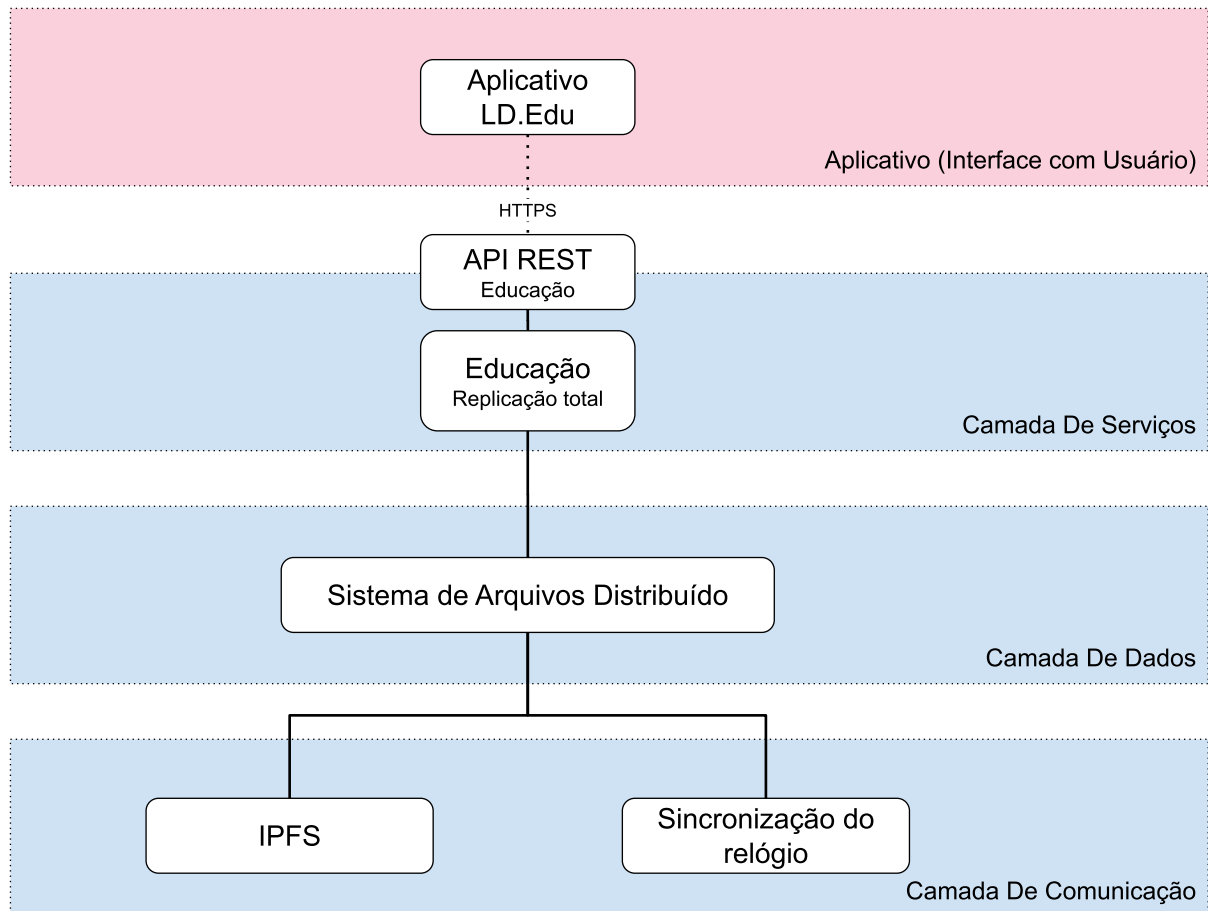 Aplicativo
LD.Edu
Aplicativo (Interface com Usuário)
HTTPS
API REST
Educação
Educação
Replicação total
Camada De Serviços
Sistema de Arquivos Distribuído
Camada De Dados
IPFS
Sincronização do
relógio
Camada De Comunicação